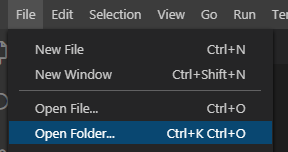 File Edit Selection View Go Run
New File Ctrl+N
New Window Ctrl+Shift+N
Open File... Ctrl+O
Open Folder... Ctrl+K Ctrl+O